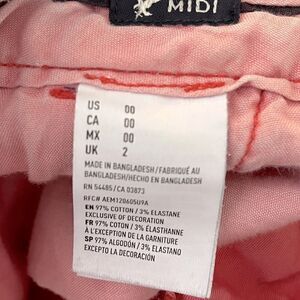 MIDI
US 00
CA 00
MX 00
UK 2
MADE IN BANGLADESH/FABRIQUÉ AU
BANGLADESH/HECHO EN BANGLADESH
RN 54485/CA 03873
RFC# AEM120605U9A
EN 97% COTTON / 3% ELASTANE
EXCLUSIVE OF DECORATION
FR 97% COTON / 3% ÉLASTHANNE
À L'EXCEPTION DE LA GARNITURE
SP 97% ALGODÓN / 3% ELASTANO
EXCEPTO LA DECORACIÓN